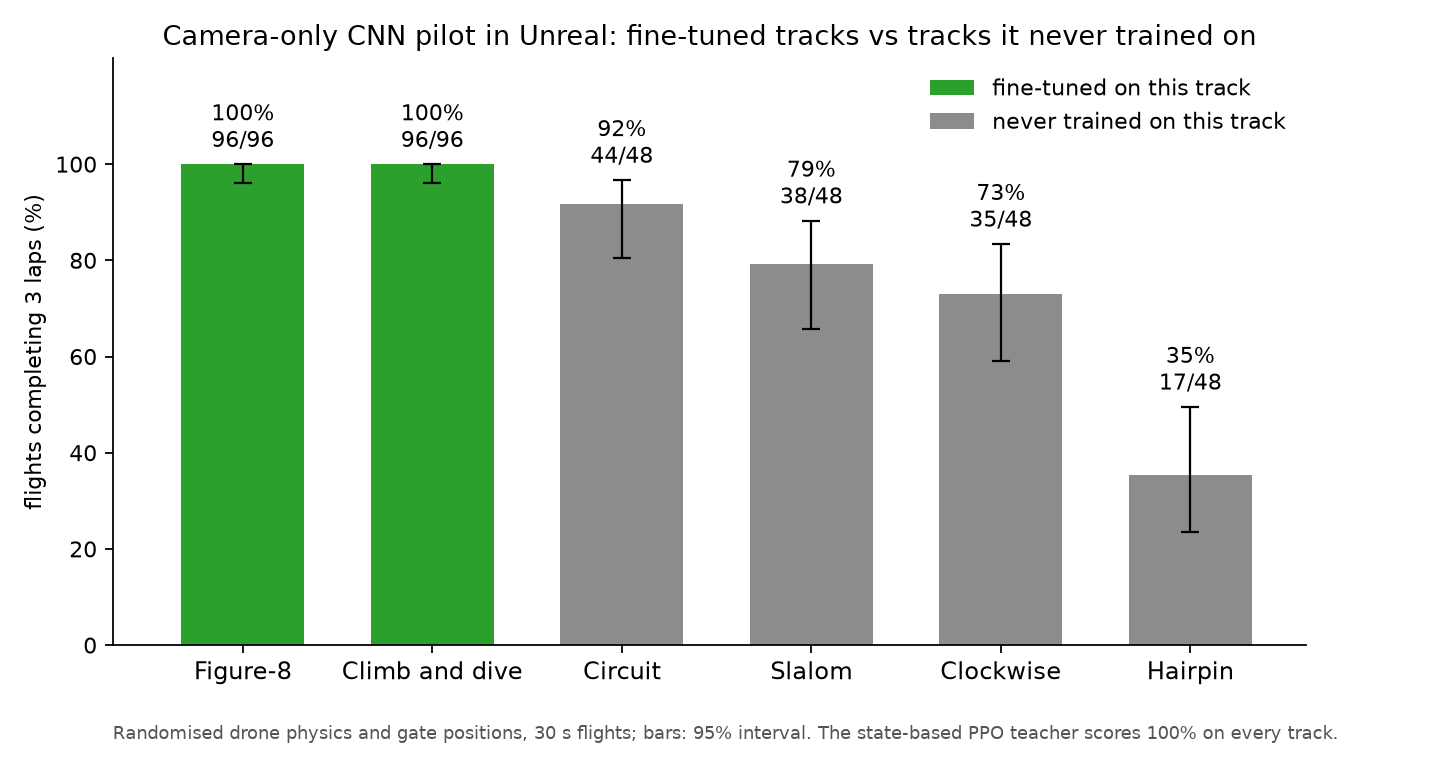 Camera-only CNN pilot in Unreal: fine-tuned tracks vs tracks it never trained on
fine-tuned on this track
never trained on this track
flights completing 3 laps (%)
100
80
60
40
20
0
100%
96/96
100%
96/96
92%
44/48
79%
38/48
73%
35/48
35%
17/48
Figure-8
Climb and dive
Circuit
Slalom
Clockwise
Hairpin
Randomised drone physics and gate positions, 30 s flights; bars: 95% interval. The state-based PPO teacher scores 100% on every track.